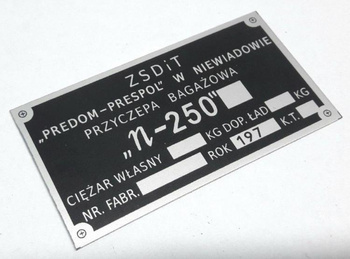 ZSDiT
„PREDOM-PRESPOL" W NIEWIADOWIE
PRZYCZEPA BAGAŻOWA
„n-250"
CIĘŻAR WŁASNY KG DOP. ŁAD KG
NR. FABR. ROK 197 K.T.